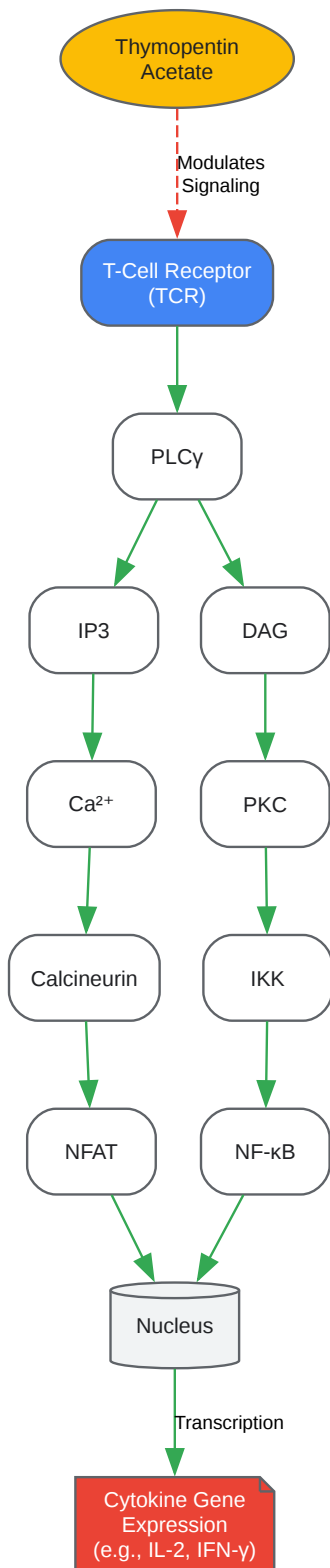 Thymopentin
Acetate
Modulates
Signaling
T-Cell Receptor
(TCR)
PLCγ
IP3
DAG
Ca²⁺
PKC
Calcineurin
IKK
NFAT
NF-κB
Nucleus
Transcription
Cytokine Gene
Expression
(e.g., IL-2, IFN-γ)